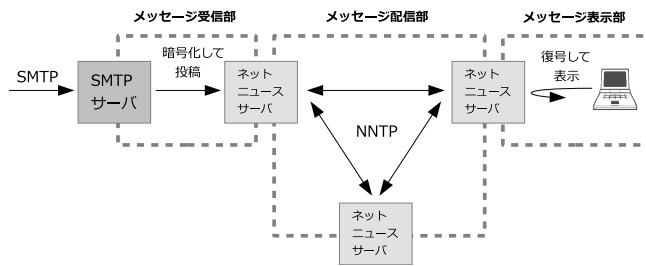 メッセージ受信部
メッセージ配信部
メッセージ表示部
SMTP
SMTP
サーバ
暗号化して
投稿
ネット
ニュース
サーバ
NNTP
ネット
ニュース
サーバ
復号して
表示
ネット
ニュース
サーバ